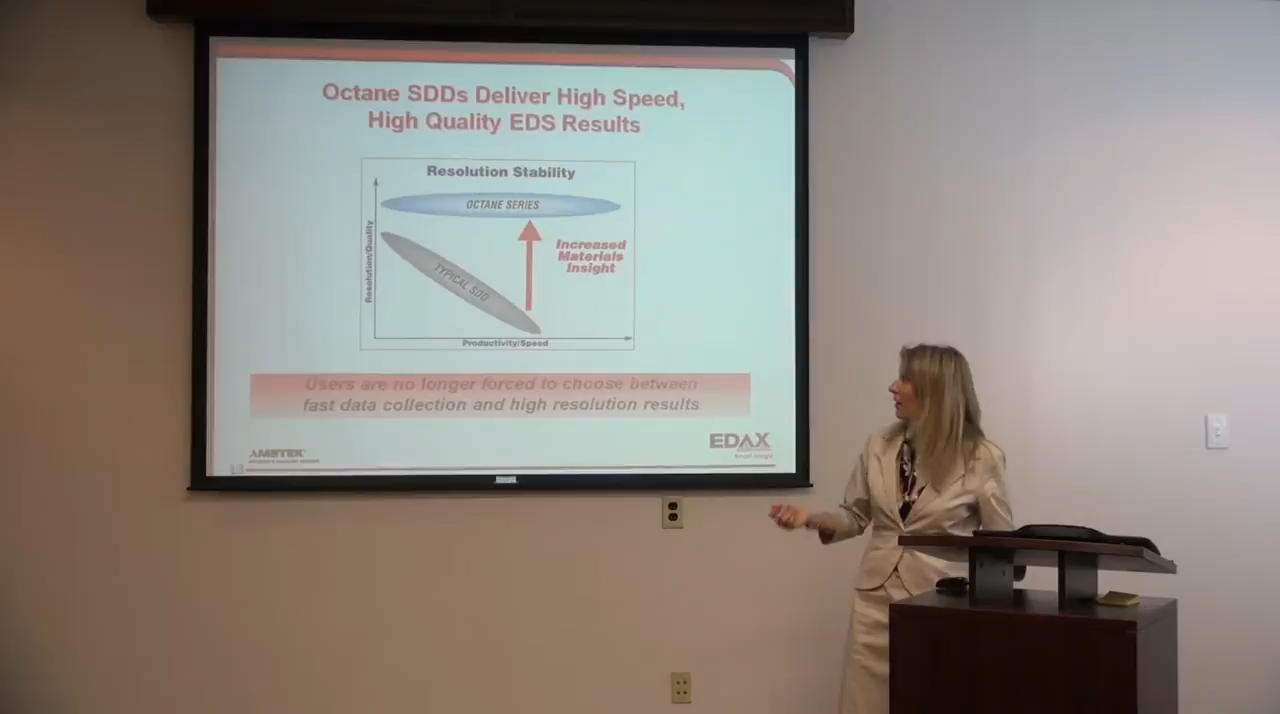 Octane SDDs Deliver High Speed,
High Quality EDS Results
Resolution Stability
OCTANE SERIES
Increased
Materials
Insight
TYPICAL SDD
Resolution/Quality
Productivity/Speed
Users are no longer forced to choose between
fast data collection and high resolution results
AMETEK
EDAX